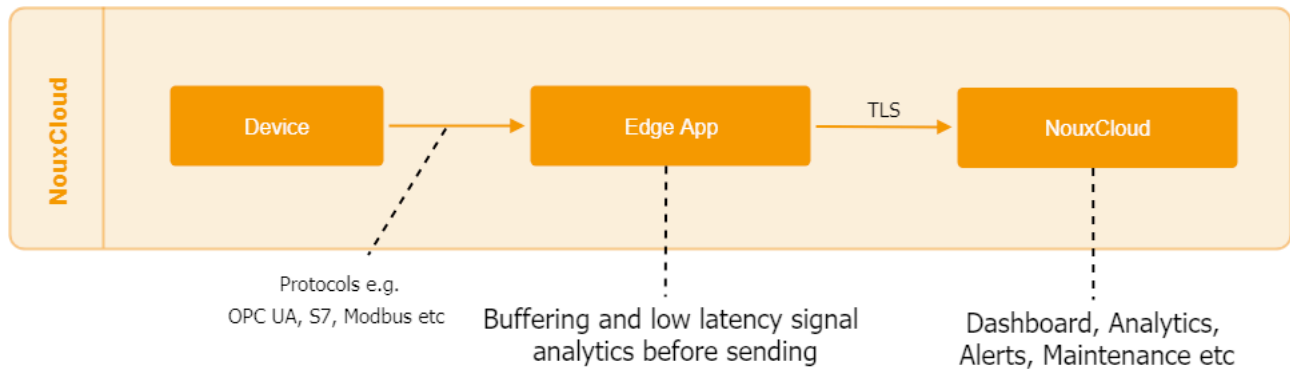 NouxCloud
Device
Edge App
TLS
NouxCloud
Protocols e.g.
OPC UA, S7, Modbus etc
Buffering and low latency signal
analytics before sending
Dashboard, Analytics,
Alerts, Maintenance etc